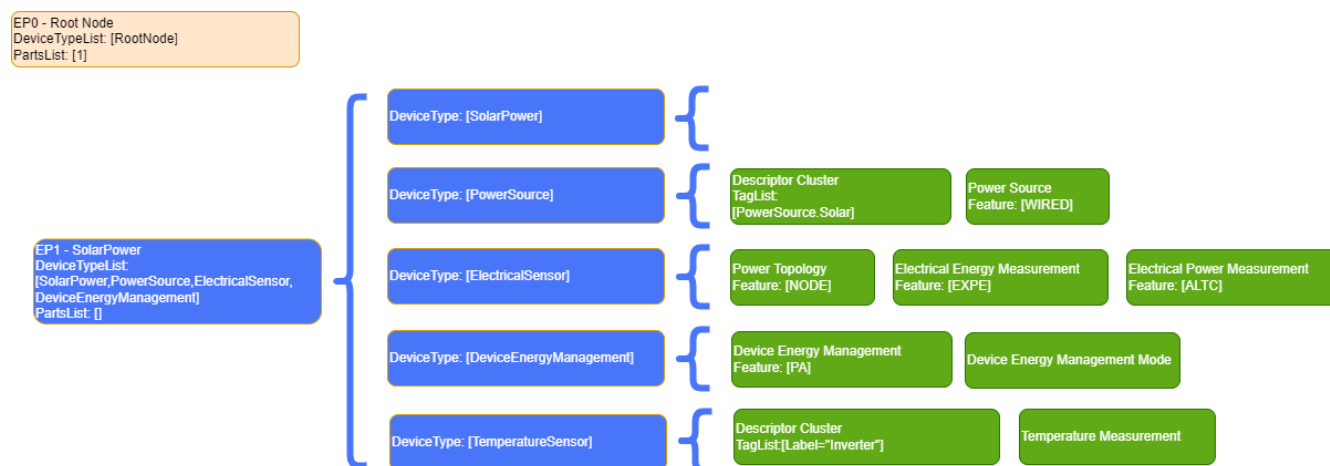 EP0 - Root Node
DeviceTypeList: [RootNode]
PartsList: [1]
EP1 - SolarPower
DeviceTypeList:
[SolarPower,PowerSource,ElectricalSensor,
DeviceEnergyManagement]
PartsList: []
DeviceType: [SolarPower]
DeviceType: [PowerSource]
Descriptor Cluster
TagList:
[PowerSource.Solar]
Power Source
Feature: [WIRED]
DeviceType: [ElectricalSensor]
Power Topology
Feature: [NODE]
Electrical Energy Measurement
Feature: [EXPE]
Electrical Power Measurement
Feature: [ALTC]
DeviceType: [DeviceEnergyManagement]
Device Energy Management
Feature: [PA]
Device Energy Management Mode
DeviceType: [TemperatureSensor]
Descriptor Cluster
TagList:[Label="Inverter"]
Temperature Measurement